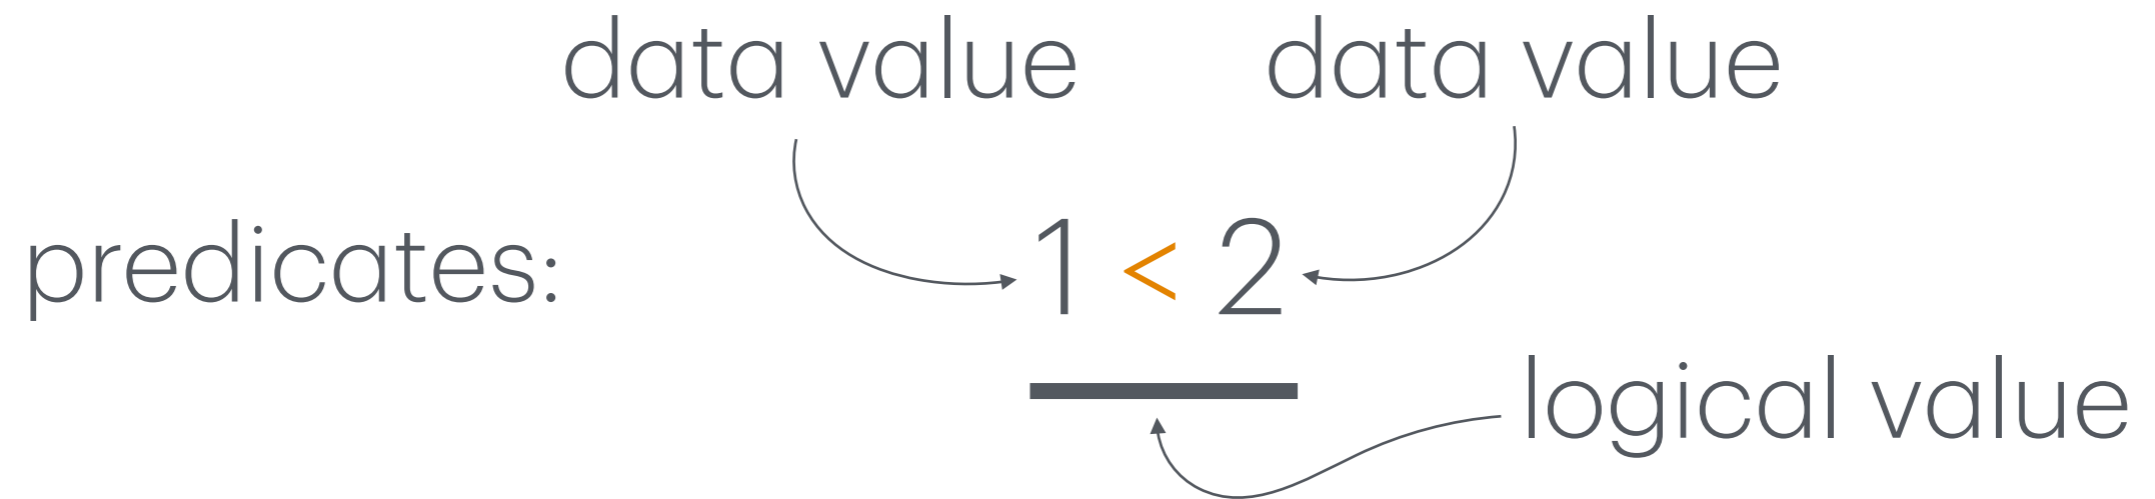 data value data value
predicates: 1 < 2
logical value